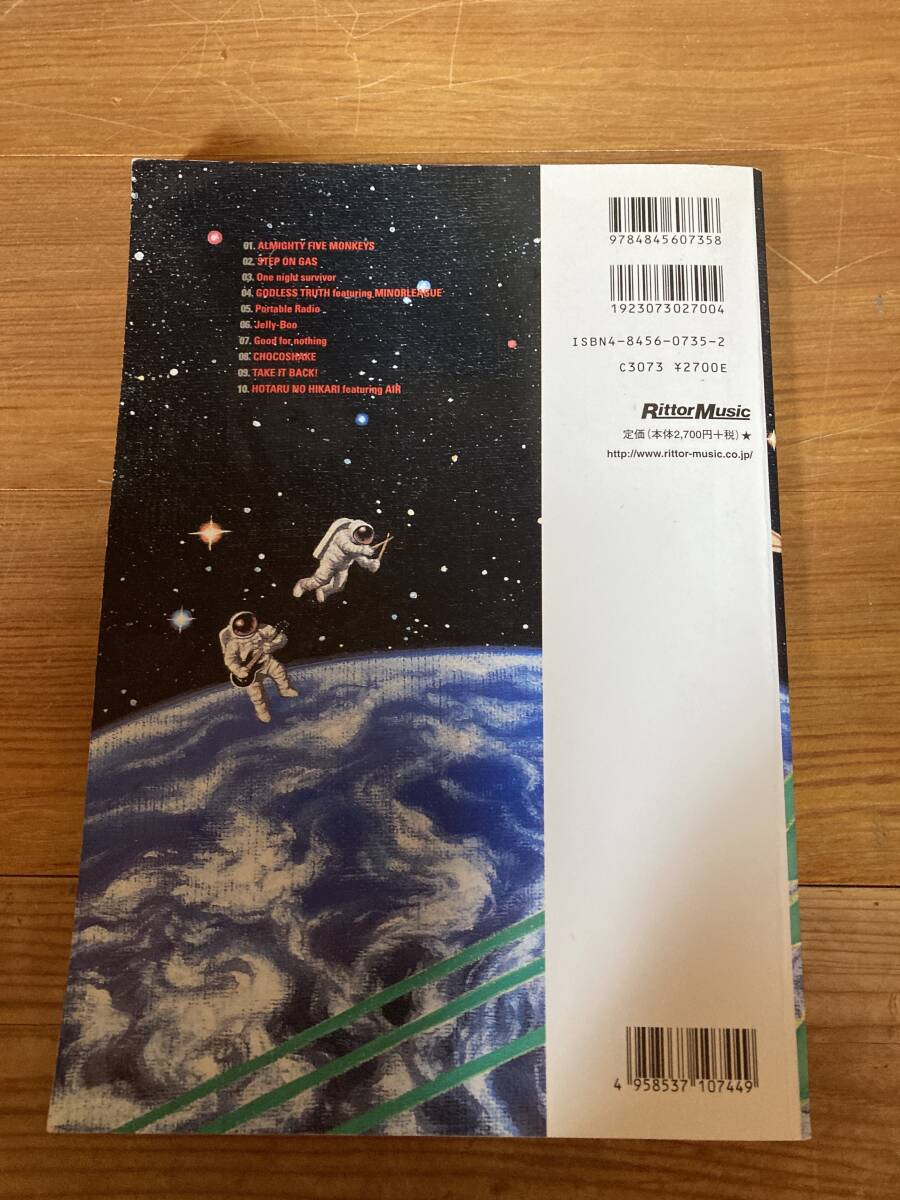 01. ALMIGHTY FIVE MONKEYS
02. STEP ON GAS
03. One night survivor
04. GODLESS TRUTH featuring MINORLEAGUE
05. Portable Radio
06. Jelly-Boo
07. Good for nothing
08. CHOCOSHAKE
09. TAKE IT BACK!
10. HOTARU NO HIKARI featuring AIR
9784845607358
1923073027004
ISBN4-8456-0735-2
C3073 ¥2700E
RittorMusic
定価(本体2,700円+税)★
http://www.rittor-music.co.jp/
4 958537 107449